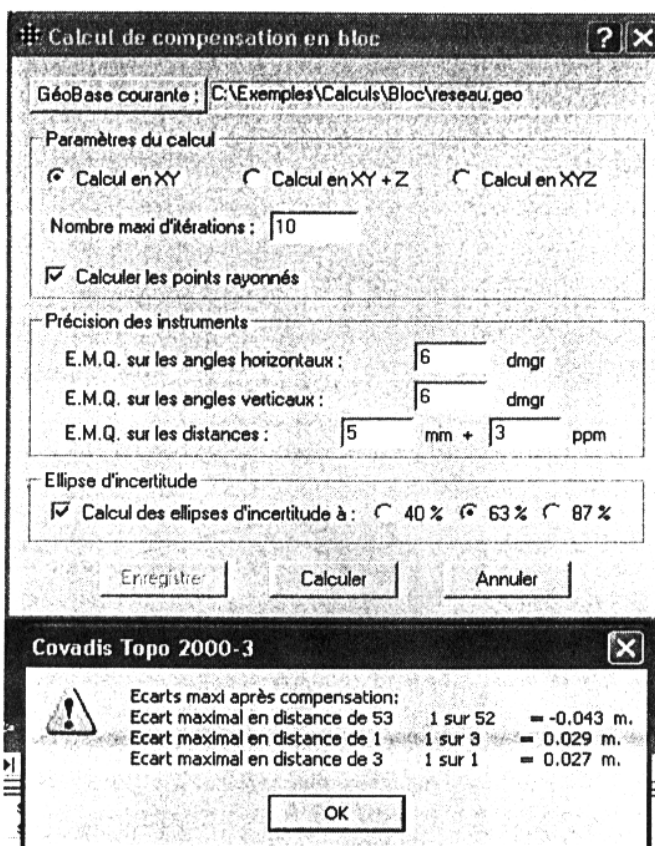 Calcul de compensation en bloc
GéoBase courante : C:\Exemples\Calculs\Bloc\reseau.geo
Paramètres du calcul
Calcul en XY Calcul en XY + Z Calcul en XYZ
Nombre maxi d'itérations : 10
Calculer les points rayonnés
Précision des instruments
E.M.Q. sur les angles horizontaux : 6 dmgr
E.M.Q. sur les angles verticaux : 6 dmgr
E.M.Q. sur les distances : 5 mm + 3 ppm
Ellipse d'incertitude
Calcul des ellipses d'incertitude à : 40 % 63 % 87 %
Enregistrer Calculer Annuler
Covadis Topo 2000-3
Ecarts maxi après compensation:
Ecart maximal en distance de 53 1 sur 52 = -0.043 m.
Ecart maximal en distance de 1 1 sur 3 = 0.029 m.
Ecart maximal en distance de 3 1 sur 1 = 0.027 m.
OK